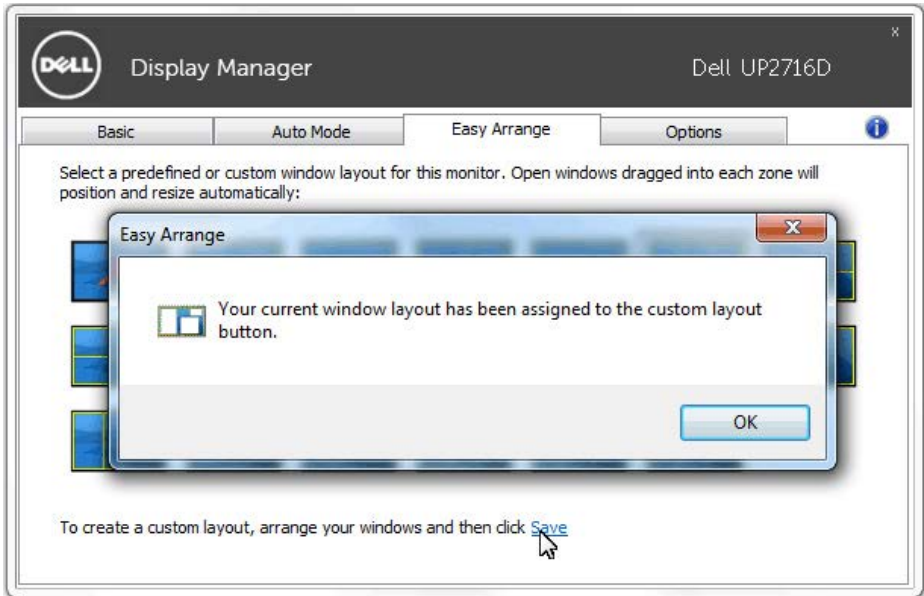 DELL
Display Manager
Dell UP2716D
x
Basic
Auto Mode
Easy Arrange
Options
i
Select a predefined or custom window layout for this monitor. Open windows dragged into each zone will
position and resize automatically:
Easy Arrange
x
Your current window layout has been assigned to the custom layout
button.
OK
To create a custom layout, arrange your windows and then click Save